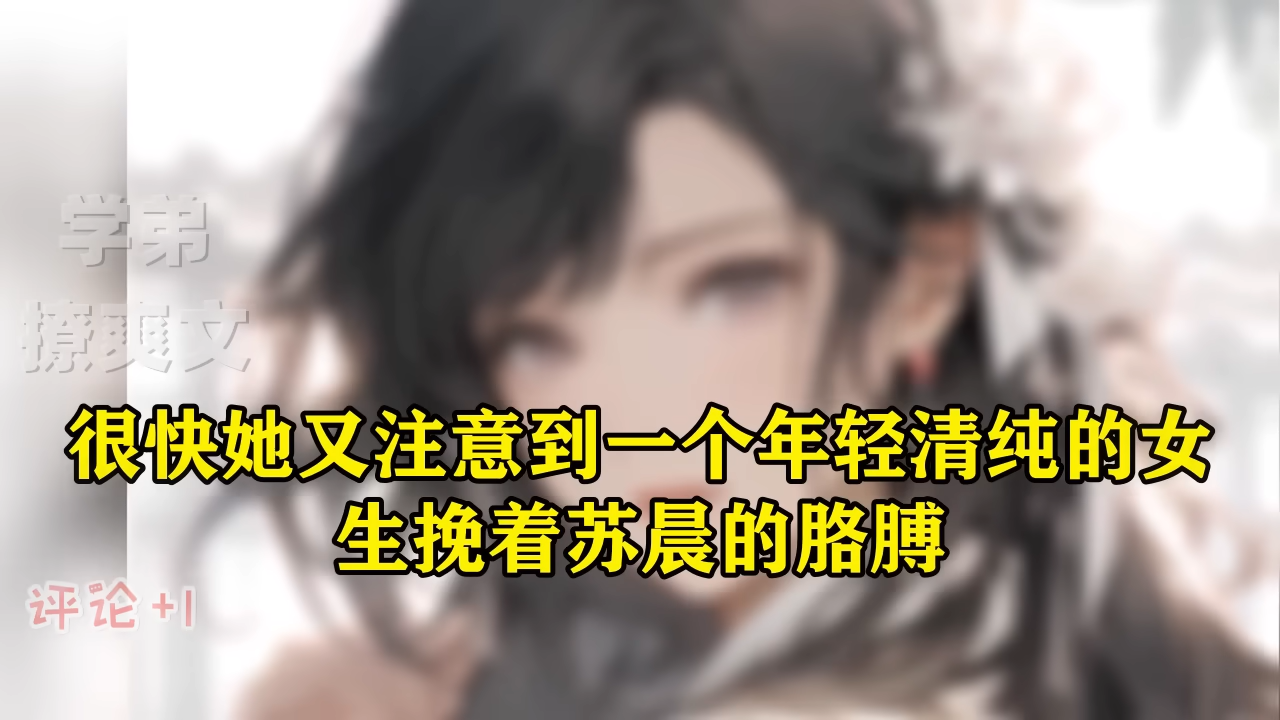 学弟
撩爽文
很快她又注意到一个年轻清纯的女
生挽着苏晨的胳膊
评论+1